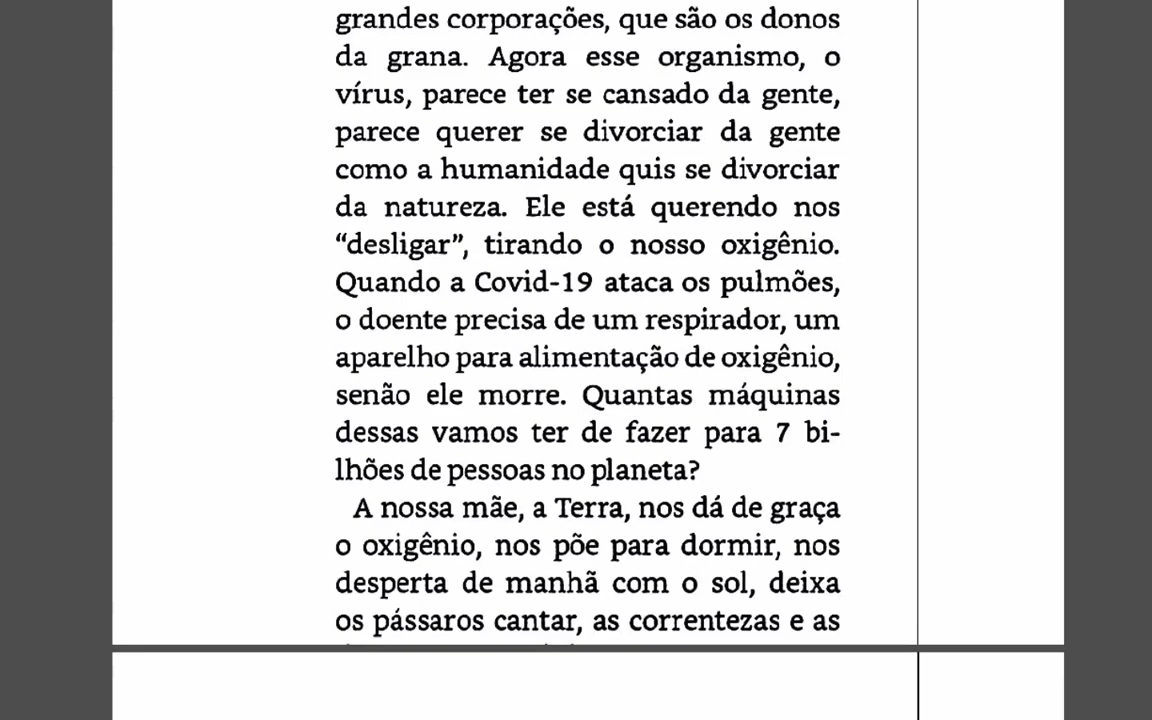 grandes corporações, que são os donos
da grana. Agora esse organismo, o
vírus, parece ter se cansado da gente,
parece querer se divorciar da gente
como a humanidade quis se divorciar
da natureza. Ele está querendo nos
“desligar”, tirando o nosso oxigênio.
Quando a Covid-19 ataca os pulmões,
o doente precisa de um respirador, um
aparelho para alimentação de oxigênio,
senão ele morre. Quantas máquinas
dessas vamos ter de fazer para 7 bi-
lhões de pessoas no planeta?
A nossa mãe, a Terra, nos dá de graça
o oxigênio, nos põe para dormir, nos
desperta de manhã com o sol, deixa
os pássaros cantar, as correntezas e as